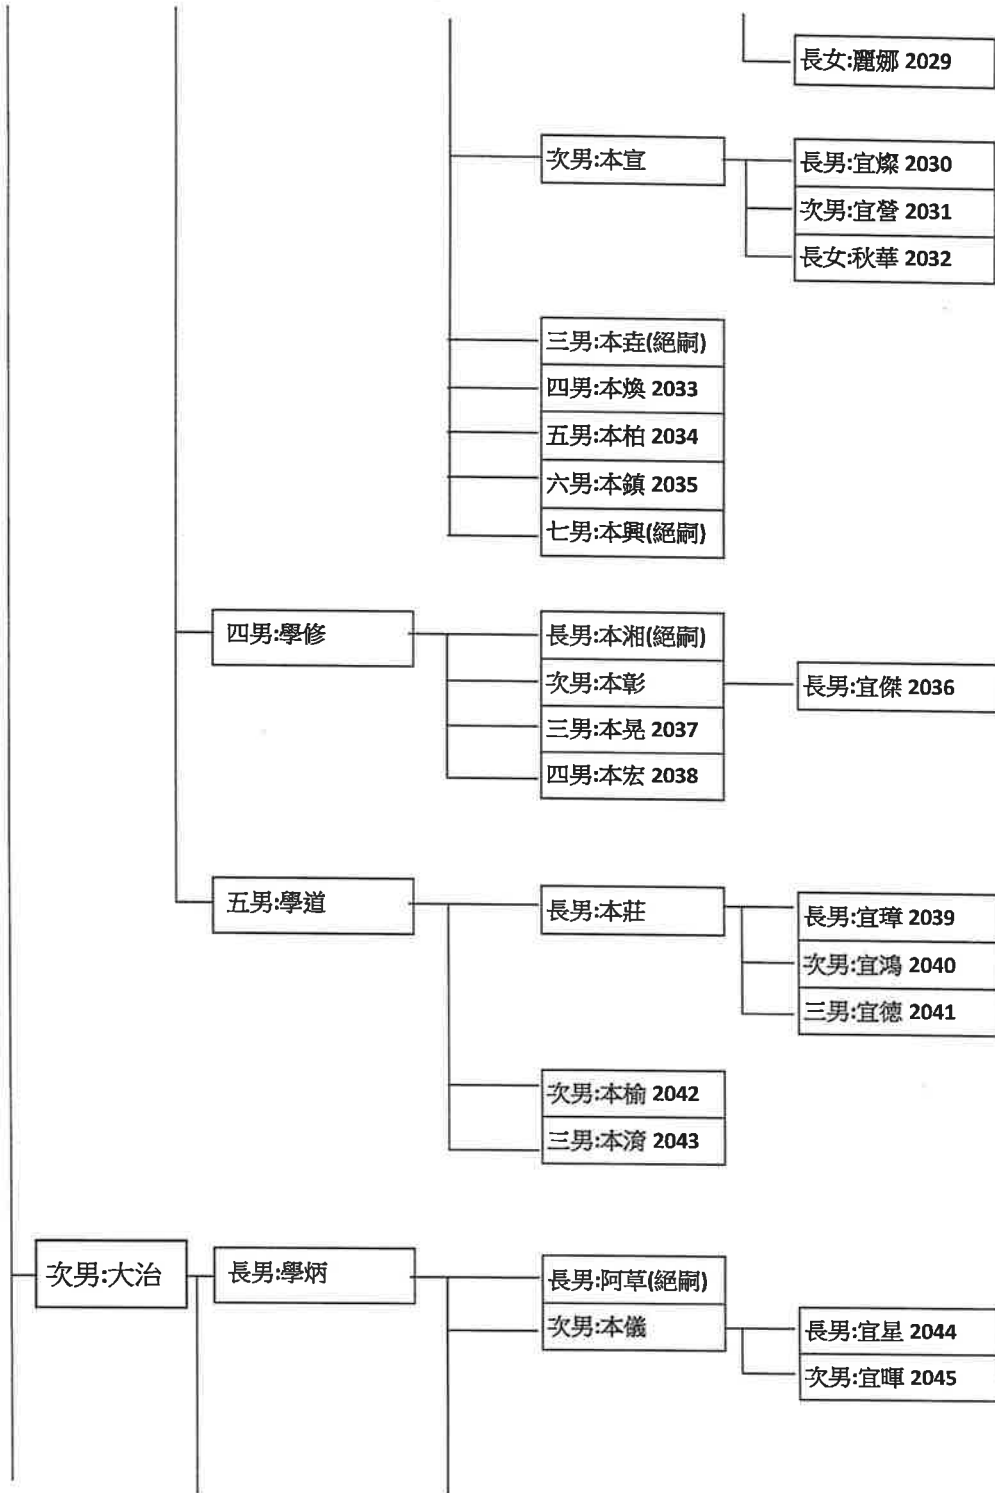 長女:麗娜 2029
次男:本宣
長男:宜燦 2030
次男:宜營 2031
長女:秋華 2032
三男:本垚(絕嗣)
四男:本煥 2033
五男:本柏 2034
六男:本鎮 2035
七男:本興(絕嗣)
四男:學修
長男:本湘(絕嗣)
次男:本彰
長男:宜傑 2036
三男:本晃 2037
四男:本宏 2038
五男:學道
長男:本莊
長男:宜璋 2039
次男:宜鴻 2040
三男:宜德 2041
次男:本榆 2042
三男:本濟 2043
次男:大治
長男:學炳
長男:阿草(絕嗣)
次男:本儀
長男:宜星 2044
次男:宜暉 2045